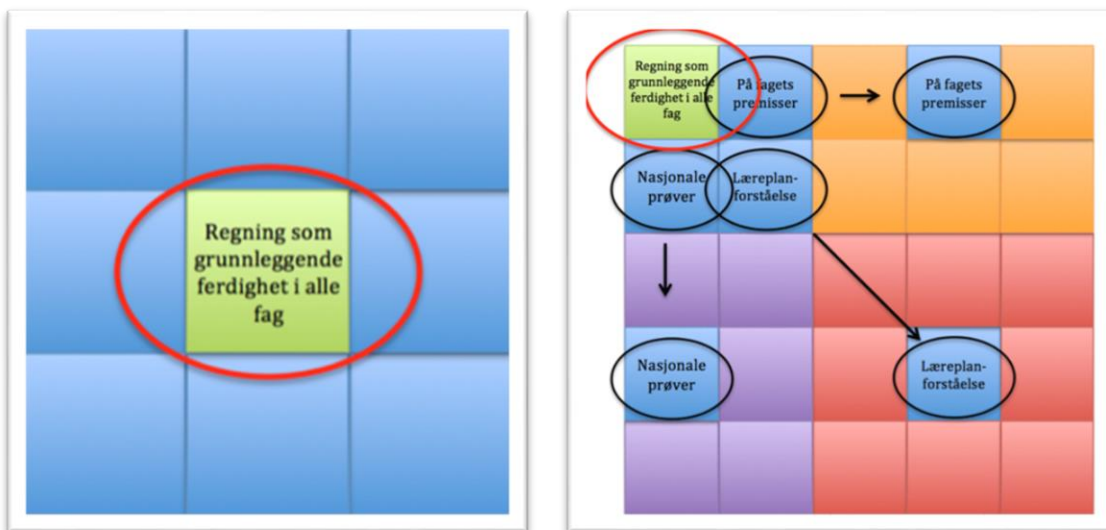 Regning som
grunnleggende
ferdighet i alle
fag
Regning som
grunnleggende
ferdighet i alle
fag
På fagets
premisser
På fagets
premisser
Nasjonale
prøver
Læreplan-
forståelse
Nasjonale
prøver
Læreplan-
forståelse